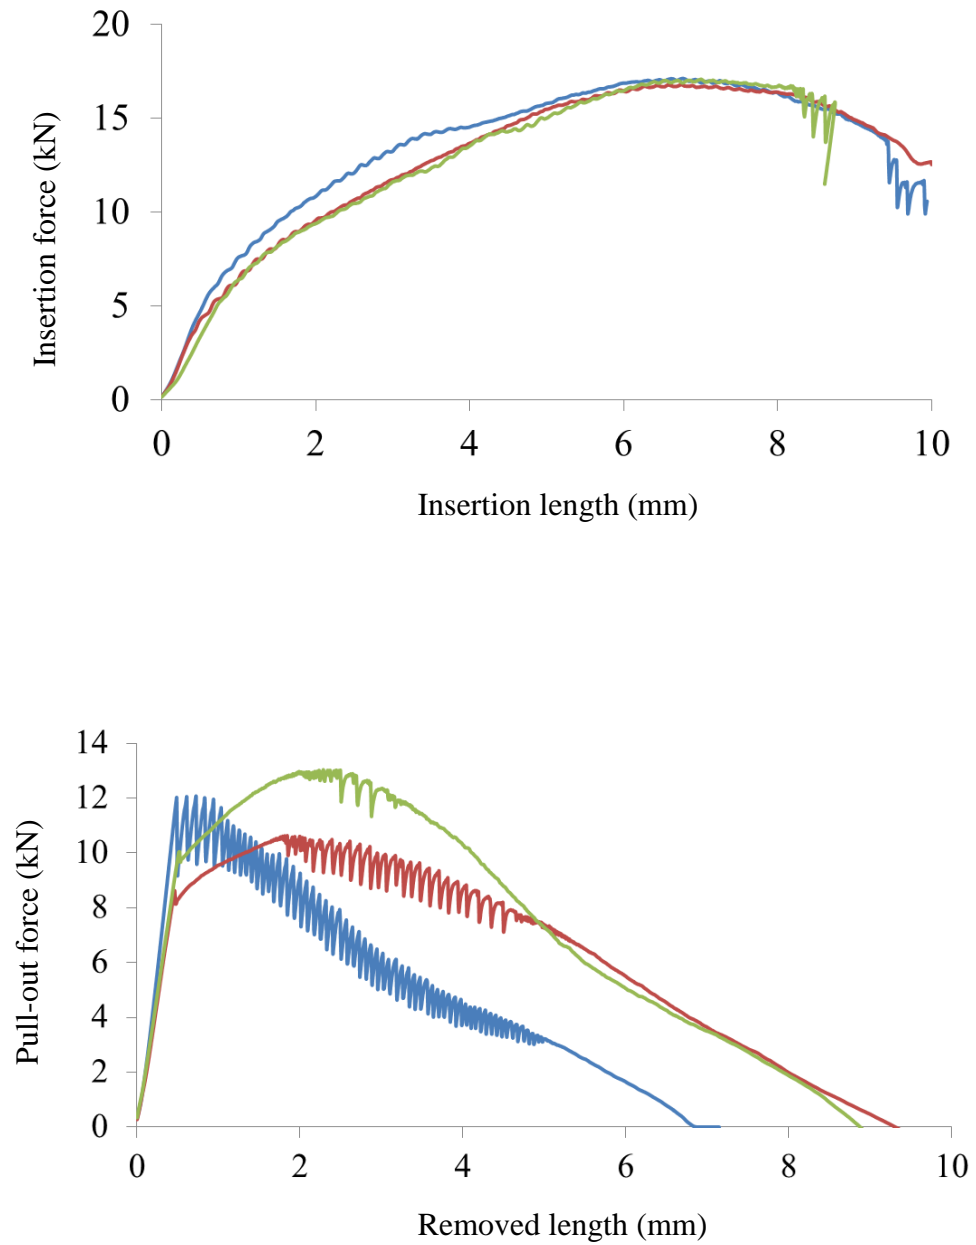 20
15
10
5
0
Insertion force (kN)
0 2 4 6 8 10
Insertion length (mm)
14
12
10
8
6
4
2
0
Pull-out force (kN)
0 2 4 6 8 10
Removed length (mm)